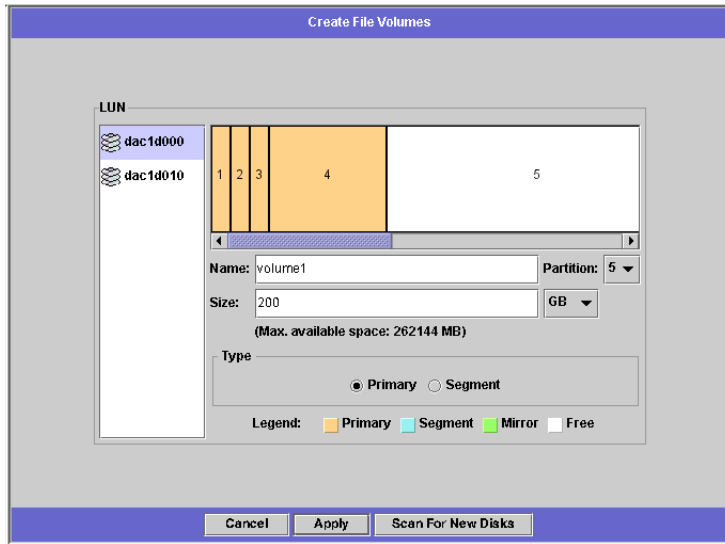 Create File Volumes
LUN
dac1d000
dac1d010
1 2 3 4 5
Name: volume1 Partition: 5
Size: 200 GB
(Max. available space: 262144 MB)
Type
Primary Segment
Legend: Primary Segment Mirror Free
Cancel Apply Scan For New Disks